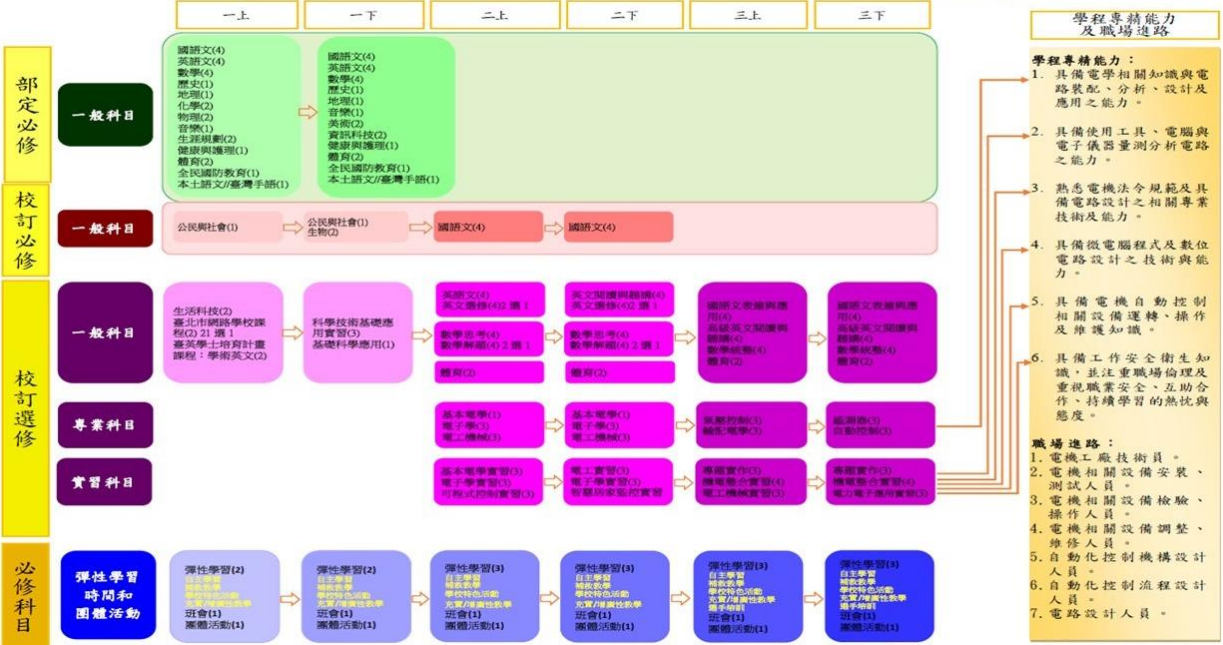 一上
一下
二上
二下
三上
三下
學程專精能力
及職場進路
部定必修
一般科目
國語文(4)
英語文(4)
數學(4)
歷史(1)
地理(1)
化學(2)
物理(2)
音樂(1)
生涯規劃(2)
健康與護理(1)
體育(2)
全民國防教育(1)
本土語文//臺灣手語(1)
國語文(4)
英語文(4)
數學(4)
歷史(1)
地理(1)
音樂(1)
美術(2)
資訊科技(2)
健康與護理(1)
體育(2)
全民國防教育(1)
本土語文//臺灣手語(1)
校訂必修
一般科目
公民與社會(1)
公民與社會(1)
生物(2)
國語文(4)
國語文(4)
校訂選修
一般科目
生活科技(2)
臺北市網路學校課
程(2) 21 選 1
臺英學士培育計畫
課程：學術英文(2)
科學技術基礎應
用實習(3)
基礎科學應用(1)
英語文(4)
英文選修(4)2 選 1
數學思考(4)
數學解題(4) 2 選 1
體育(2)
英文閱讀與題構(4)
英文選修(4)2 選 1
數學思考(4)
數學解題(4) 2 選 1
體育(2)
國語文表達與應
用(4)
高級英文閱讀與
題構(4)
數學統整(4)
體育(2)
國語文表達與應
用(4)
高級英文閱讀與
題構(4)
數學統整(4)
體育(2)
專業科目
基本電學(1)
電子學(3)
電工機械(3)
基本電學(1)
電子學(3)
電工機械(3)
氣壓控制(3)
輸配電學(3)
感測器(3)
自動控制(3)
實習科目
基本電學實習(3)
電子學實習(3)
可程式控制實習(3)
電工實習(3)
電子學實習(3)
智慧居家監控實習
專題實作(3)
機電整合實習(4)
電工機械實習(3)
專題實作(3)
機電整合實習(4)
電力電子應用實習(3)
必修科目
彈性學習
時間和
團體活動
彈性學習(2)
自主學習
補救教學
學校特色活動
充實/增廣性教學
班會(1)
團體活動(1)
彈性學習(2)
自主學習
補救教學
學校特色活動
充實/增廣性教學
班會(1)
團體活動(1)
彈性學習(3)
自主學習
補救教學
學校特色活動
充實/增廣性教學
班會(1)
團體活動(1)
彈性學習(3)
自主學習
補救教學
學校特色活動
充實/增廣性教學
班會(1)
團體活動(1)
彈性學習(3)
自主學習
補救教學
學校特色活動
充實/增廣性教學
選手培訓
班會(1)
團體活動(1)
彈性學習(3)
自主學習
補救教學
學校特色活動
充實/增廣性教學
選手培訓
班會(1)
團體活動(1)
學程專精能力：
1. 具備電學相關知識與電
路裝配、分析、設計及
應用之能力。
2. 具備使用工具、電腦與
電子儀器量測分析電路
之能力。
3. 熟悉電機法令規範及具
備電路設計之相關專業
技術及能力。
4. 具備微電腦程式及數位
電路設計之技術與能
力。
5. 具備電機自動控制
相關設備運轉、操作
及維護知識。
6. 具備工作安全衛生知
識，並注重職場倫理及
重視職業安全、互助合
作、持續學習的熱忱與
態度。
職場進路：
1.電機工廠技術員。
2.電機相關設備安裝、
測試人員。
3.電機相關設備檢驗、
操作人員。
4.電機相關設備調整、
維修人員。
5.自動化控制機構設計
人員。
6.自動化控制流程設計
人員。
7.電路設計人員。